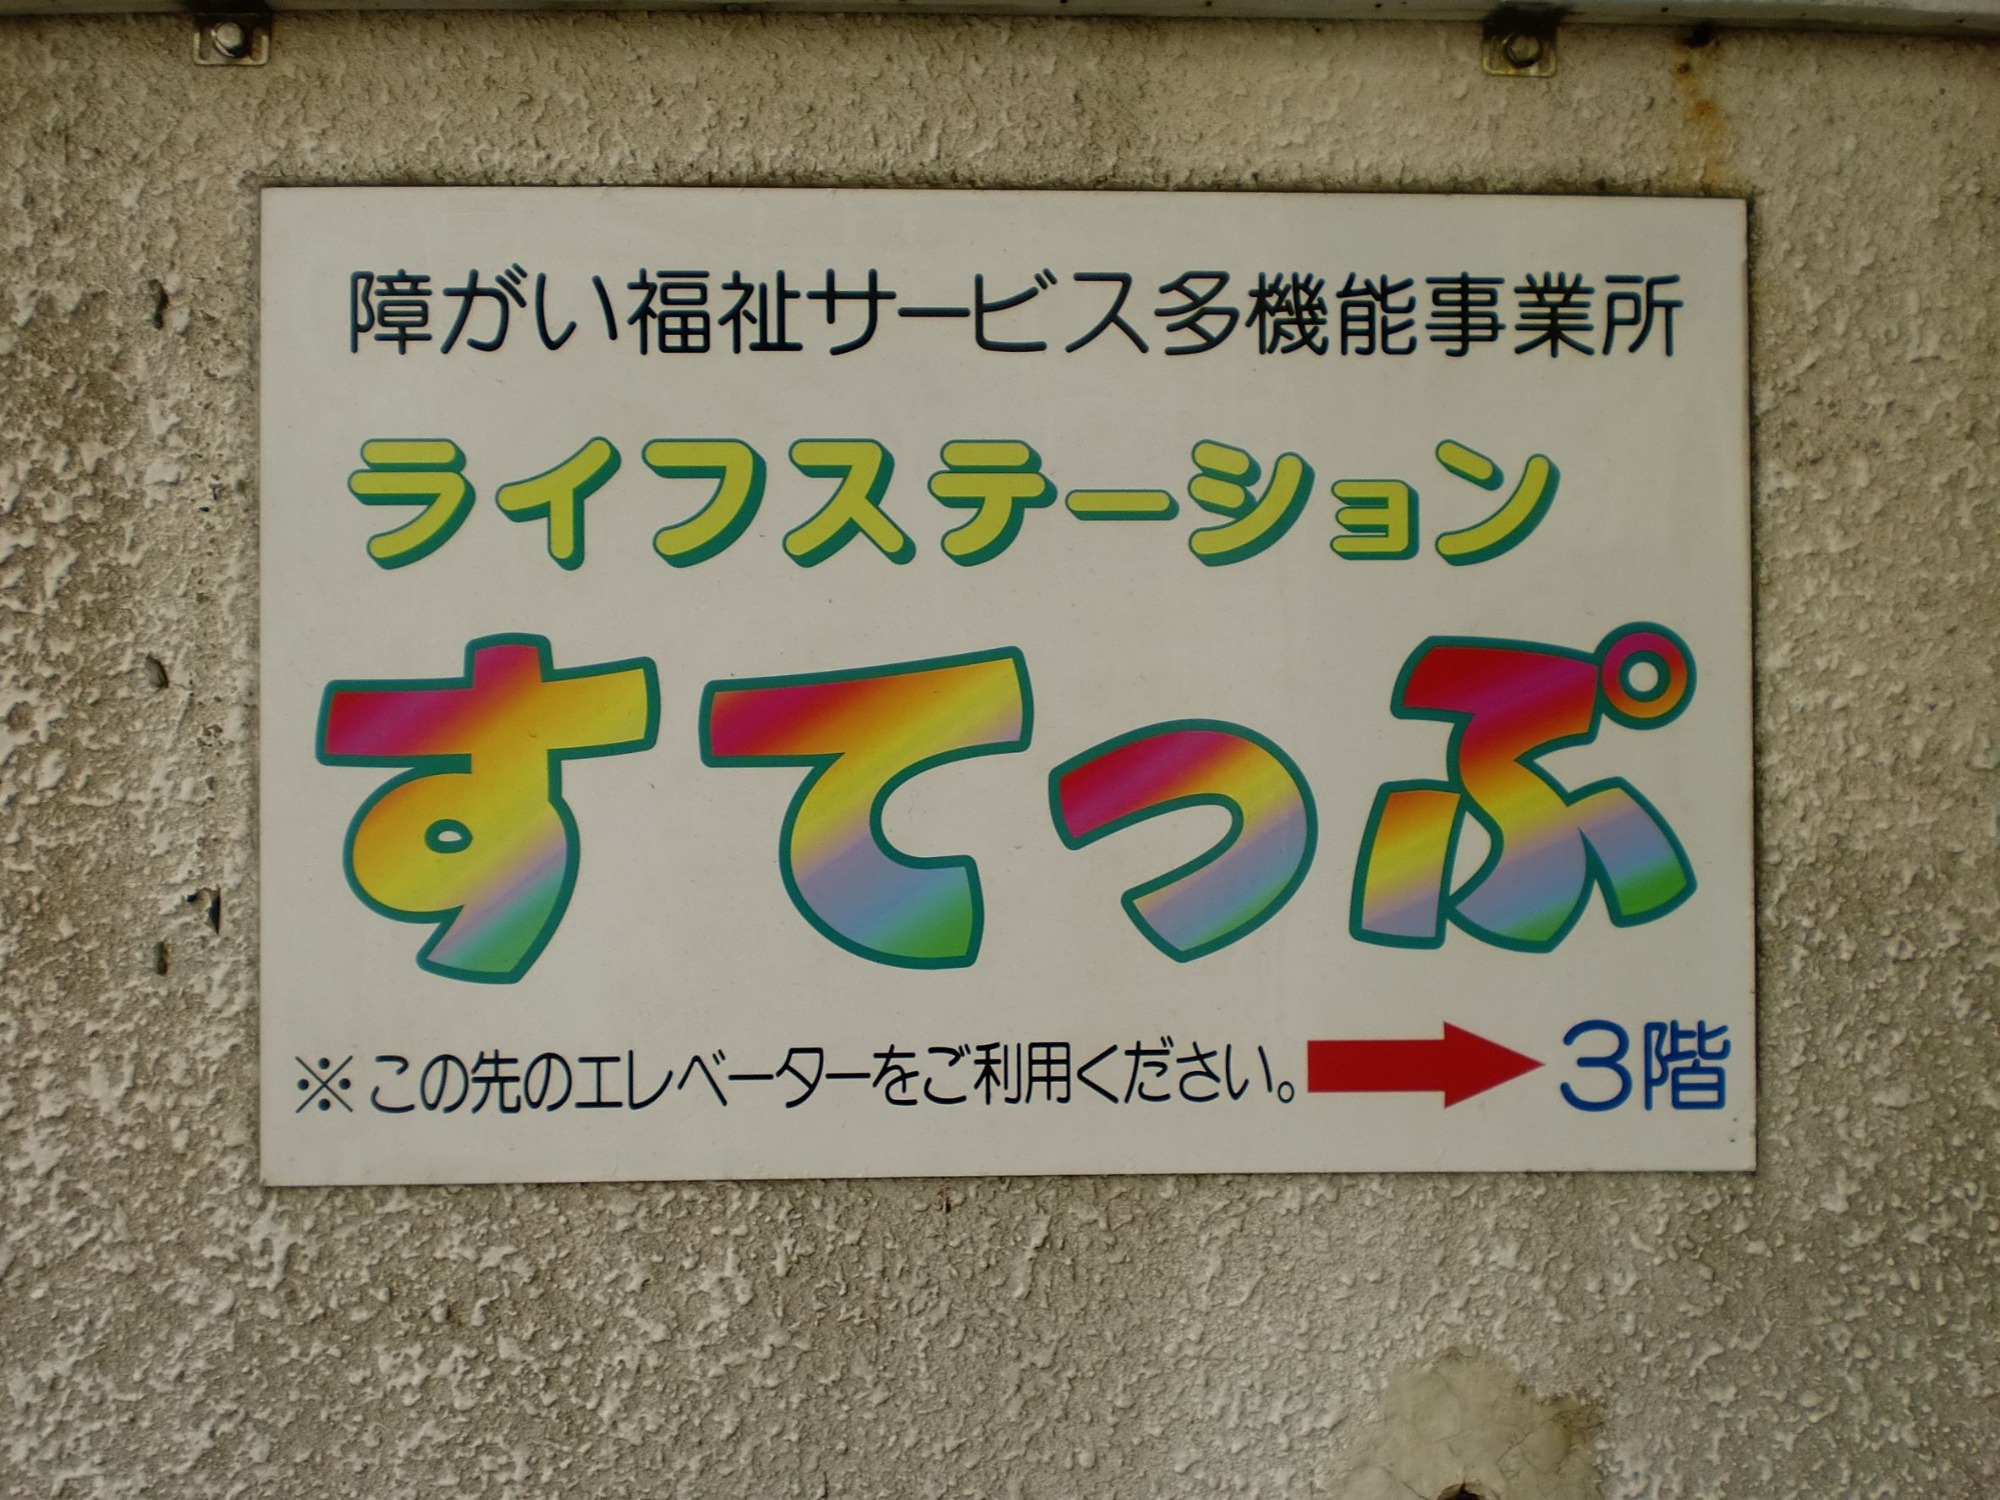 障がい福祉サービス多機能事業所
ライフステーション
すてっぷ
※この先のエレベーターをご利用ください。➡3階